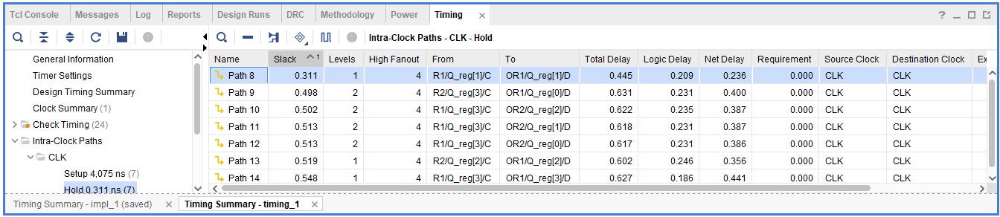 Tcl Console Messages Log Reports Design Runs DRC Methodology Power Timing
Intra-Clock Paths - CLK - Hold
General Information
Timer Settings
Design Timing Summary
Clock Summary (1)
Check Timing (24)
Intra-Clock Paths
CLK
Setup 4,075 ns (7)
Hold 0.311 ns (7)
Name Slack 1 Levels High Fanout From To Total Delay Logic Delay Net Delay Requirement Source Clock Destination Clock Ex
Path 8 0.311 1 4 R1/Q_reg[1]/C OR1/Q_reg[1]/D 0.445 0.209 0.236 0.000 CLK CLK
Path 9 0.498 2 4 R2/Q_reg[3]/C OR1/Q_reg[0]/D 0.631 0.231 0.400 0.000 CLK CLK
Path 10 0.502 2 4 R1/Q_reg[3]/C OR2/Q_reg[2]/D 0.622 0.235 0.387 0.000 CLK CLK
Path 11 0.513 2 4 R1/Q_reg[3]/C OR2/Q_reg[1]/D 0.618 0.231 0.387 0.000 CLK CLK
Path 12 0.513 2 4 R1/Q_reg[3]/C OR2/Q_reg[0]/D 0.617 0.231 0.386 0.000 CLK CLK
Path 13 0.519 1 4 R2/Q_reg[2]/C OR1/Q_reg[2]/D 0.602 0.246 0.356 0.000 CLK CLK
Path 14 0.548 1 4 R1/Q_reg[3]/C OR1/Q_reg[3]/D 0.627 0.186 0.441 0.000 CLK CLK
Timing Summary - impl_1 (saved) Timing Summary - timing_1